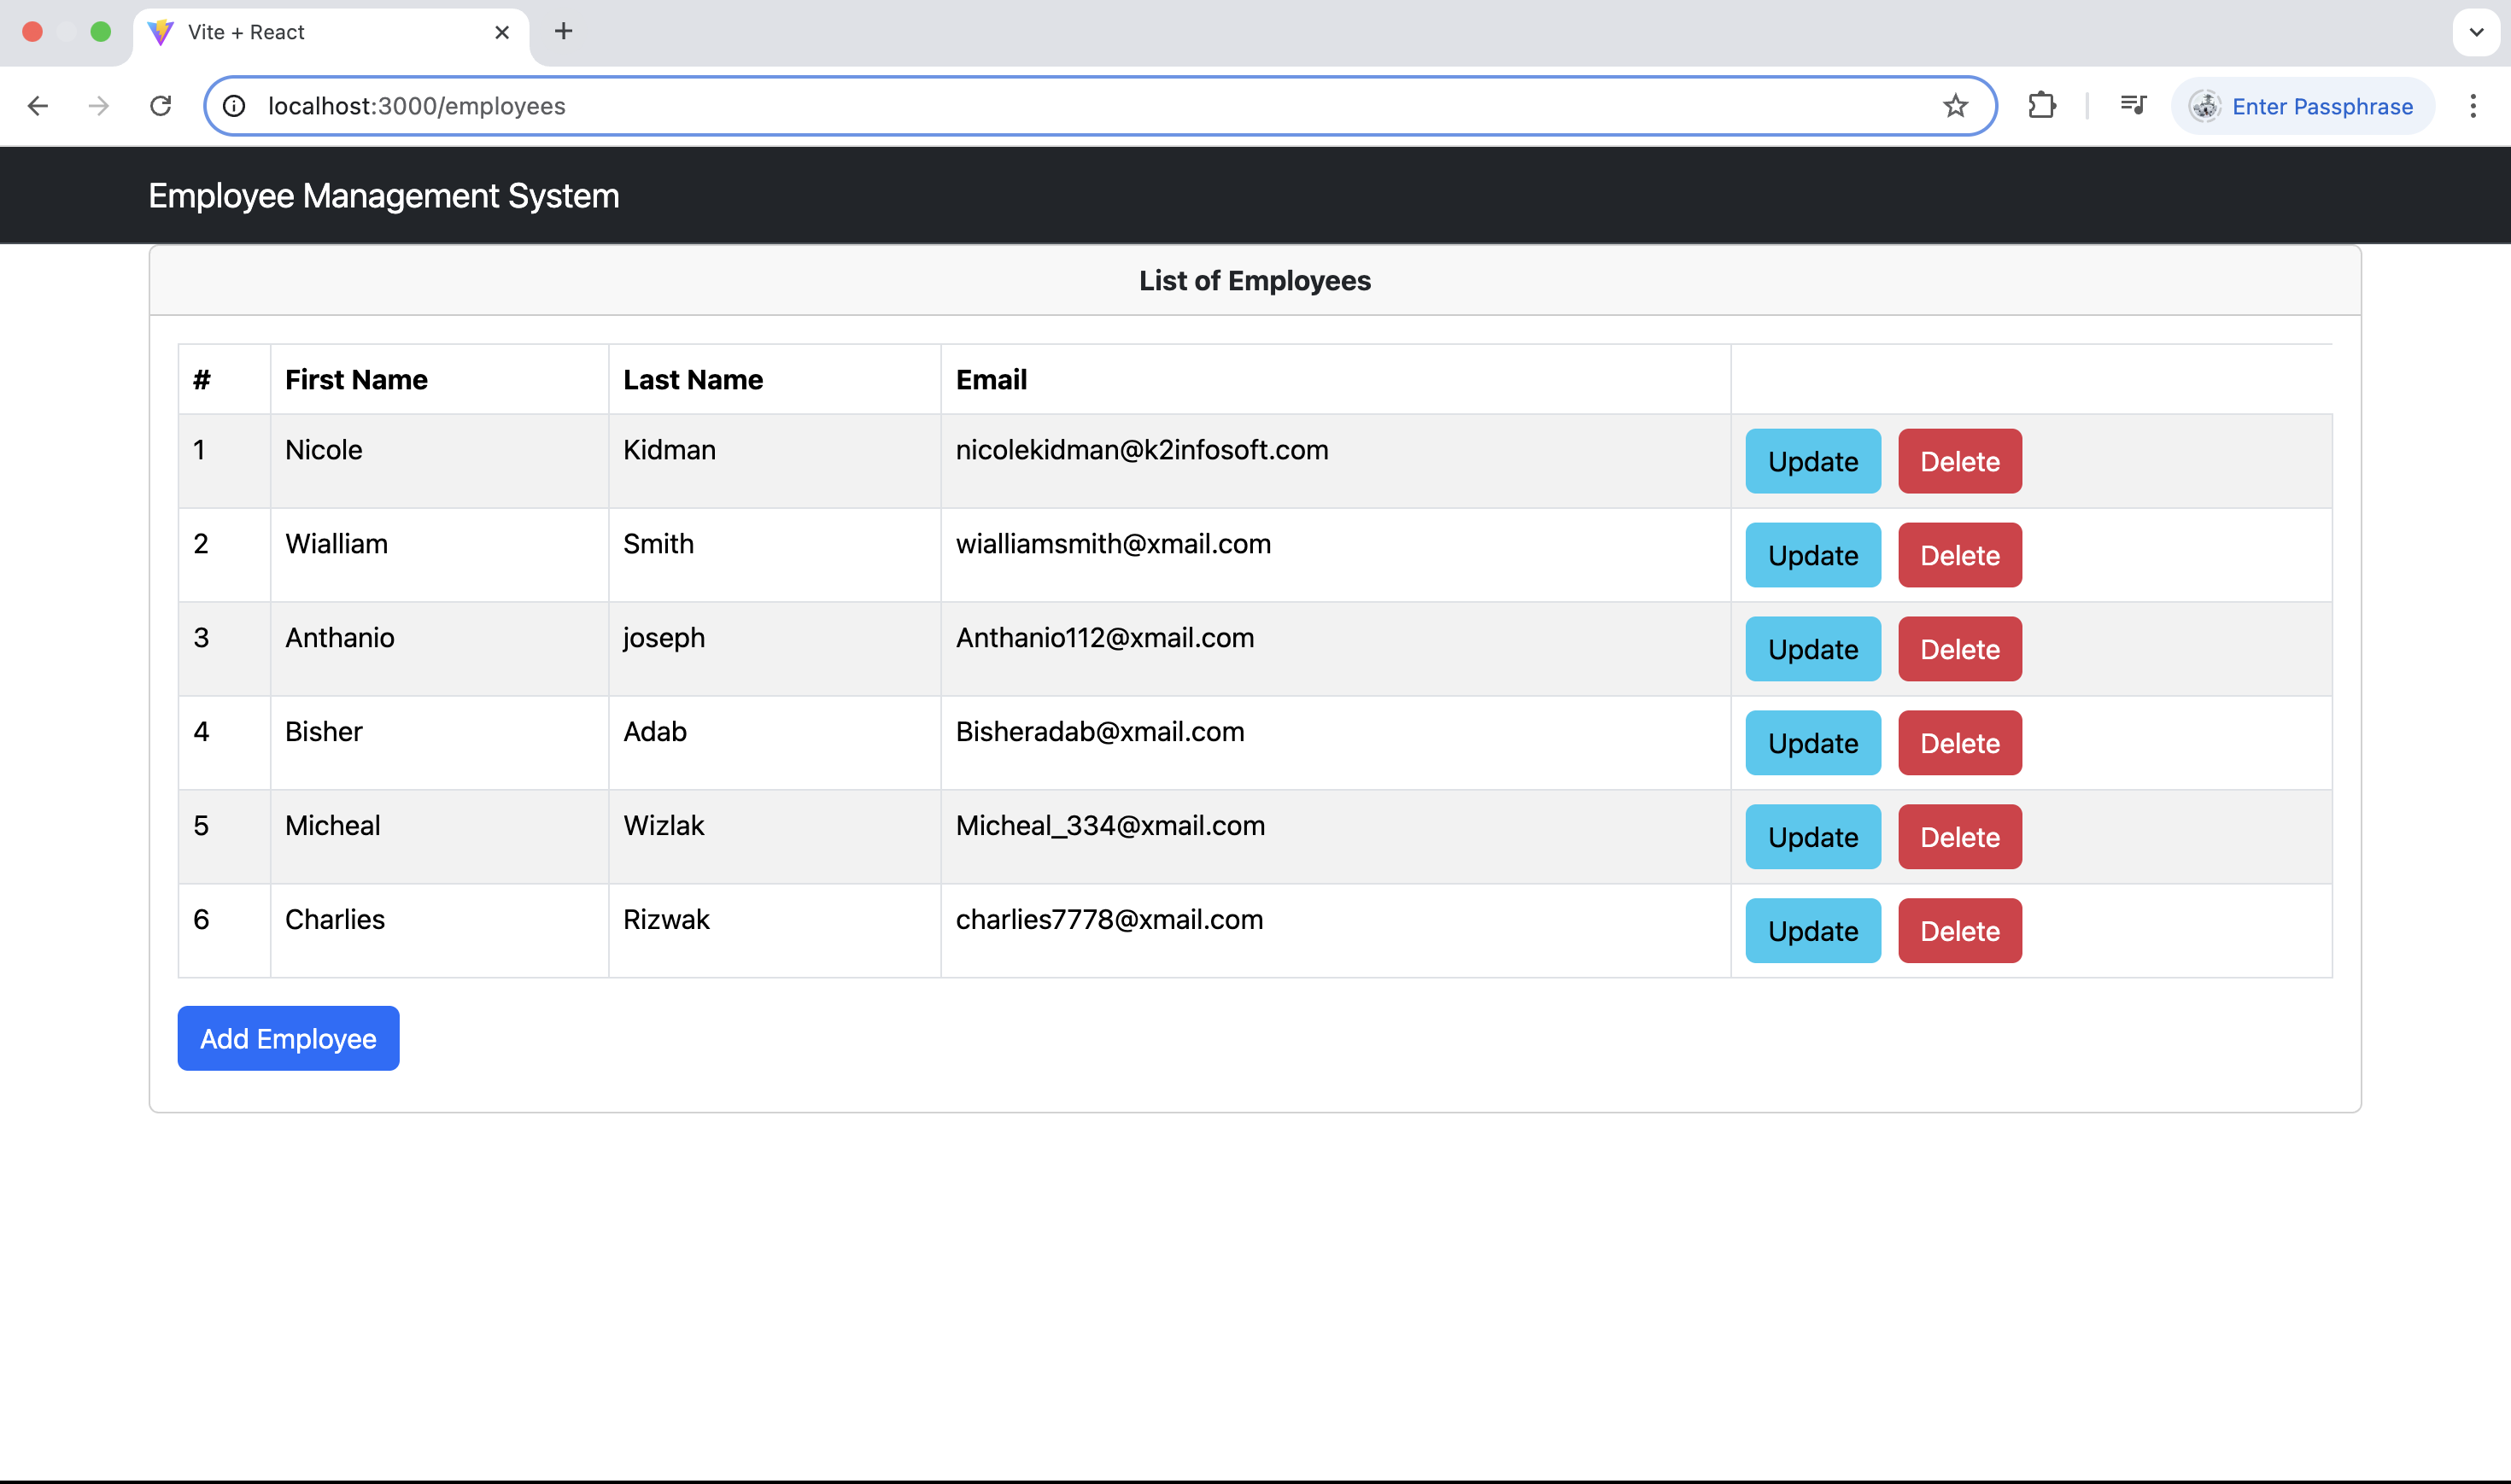 Vite + React
localhost:3000/employees
Enter Passphrase
Employee Management System
List of Employees
# First Name Last Name Email
1 Nicole Kidman nicolekidman@k2infosoft.com Update Delete
2 Wialliam Smith wialliamsmith@xmail.com Update Delete
3 Anthanio joseph Anthanio112@xmail.com Update Delete
4 Bisher Adab Bisheradab@xmail.com Update Delete
5 Micheal Wizlak Micheal_334@xmail.com Update Delete
6 Charlies Rizwak charlies7778@xmail.com Update Delete
Add Employee